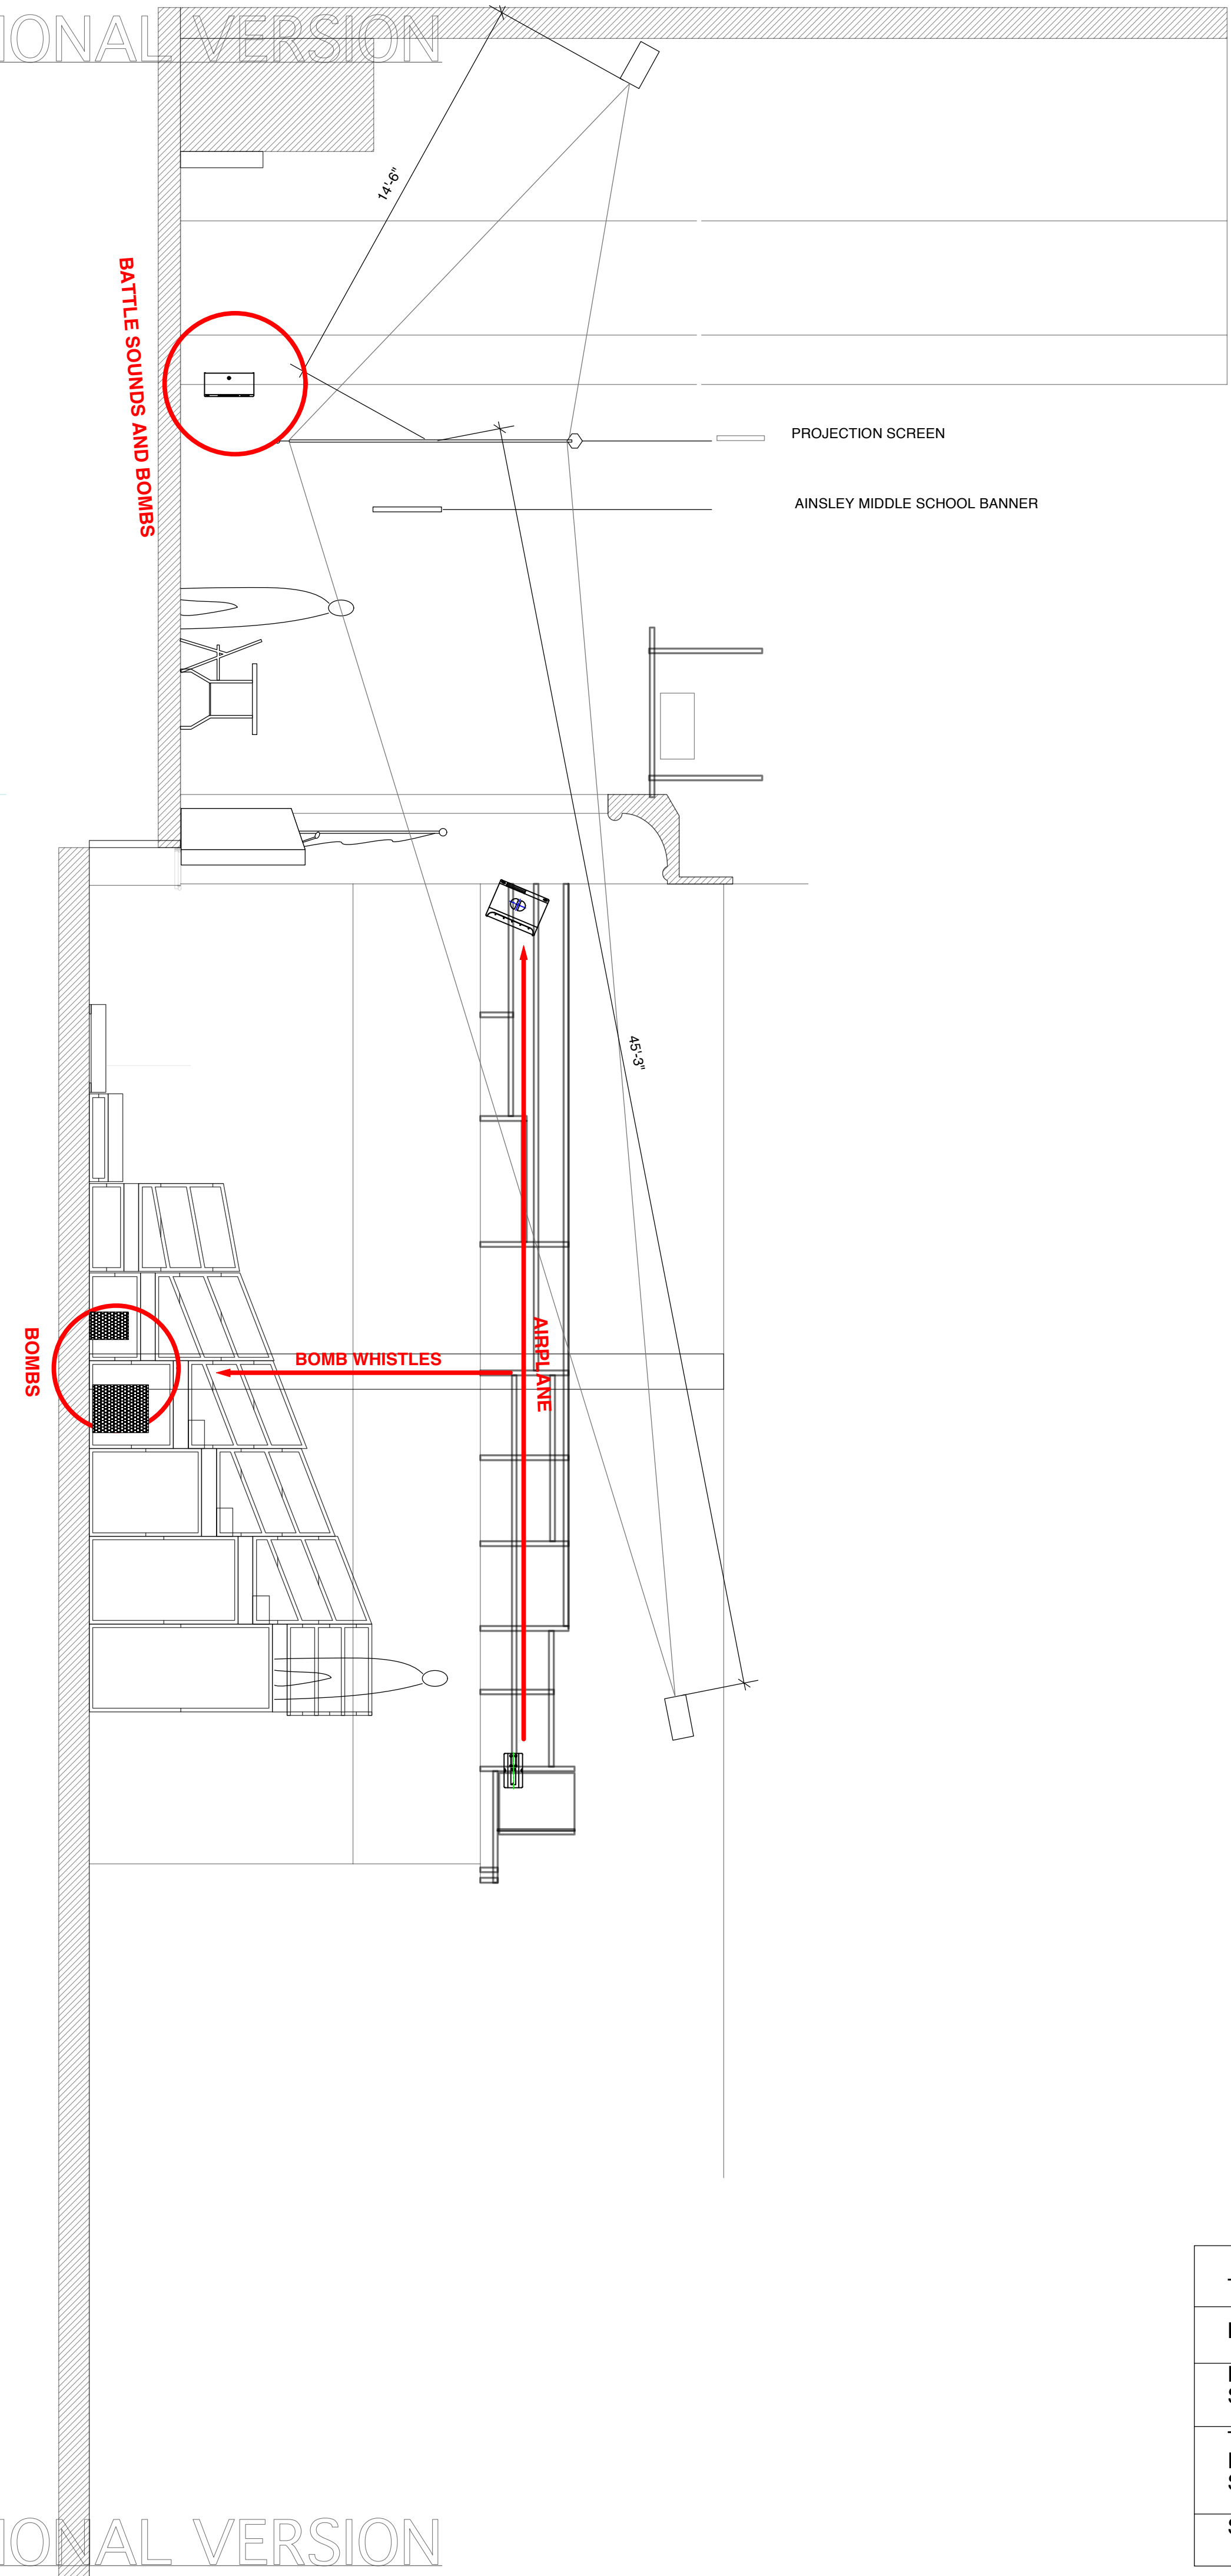 IONAL VERSION
14'-6"
BATTLE SOUNDS AND BOMBS
PROJECTION SCREEN
AINSLEY MIDDLE SCHOOL BANNER
45'-3"
AIRPLANE
BOMB WHISTLES
BOMBS
IONAL VERSION